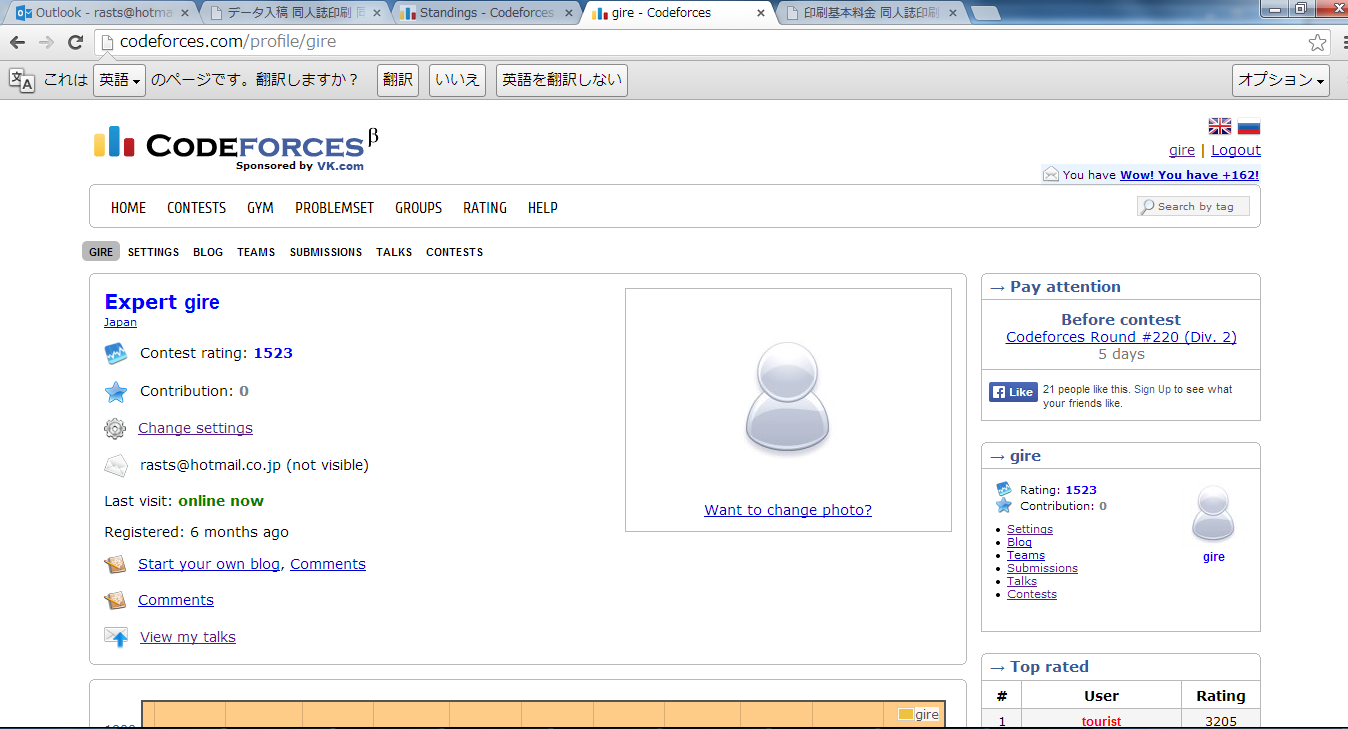 Outlook - rasts@hotma
データ入稿 同人誌印刷
Standings - Codeforces
gire - Codeforces
印刷基本料金 同人誌印刷
codeforces.com/profile/gire
これは 英語 のページです。翻訳しますか？ 翻訳 いいえ 英語を翻訳しない オプション
CODEFORCES β
Sponsored by VK.com
gire | Logout
You have Wow! You have +162!
HOME CONTESTS GYM PROBLEMSET GROUPS RATING HELP
Search by tag
GIRE SETTINGS BLOG TEAMS SUBMISSIONS TALKS CONTESTS
Expert gire
Japan
Contest rating: 1523
Contribution: 0
Change settings
rasts@hotmail.co.jp (not visible)
Last visit: online now
Registered: 6 months ago
Start your own blog, Comments
Comments
View my talks
Want to change photo?
gire
→ Pay attention
Before contest
Codeforces Round #220 (Div. 2)
5 days
Like
21 people like this. Sign Up to see what
your friends like.
→ gire
Rating: 1523
Contribution: 0
Settings
Blog
Teams
Submissions
Talks
Contests
gire
→ Top rated
# User Rating
1 tourist 3205